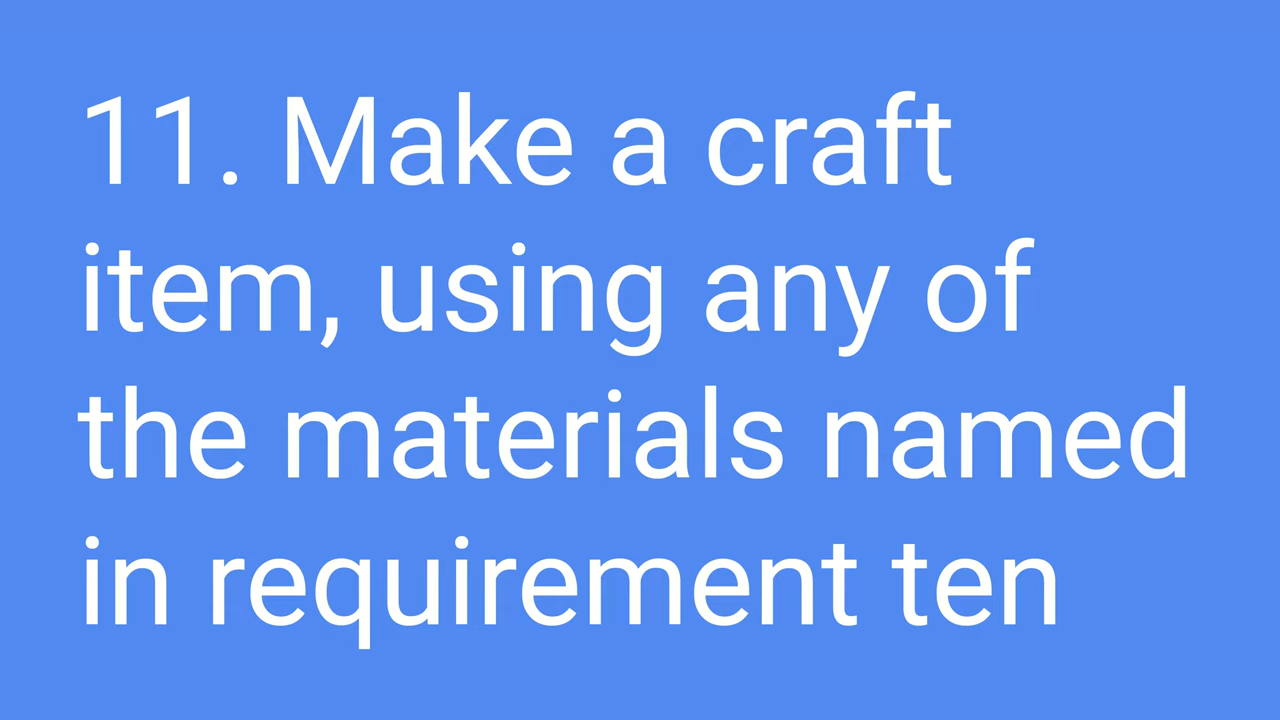 11. Make a craft
item, using any of
the materials named
in requirement ten